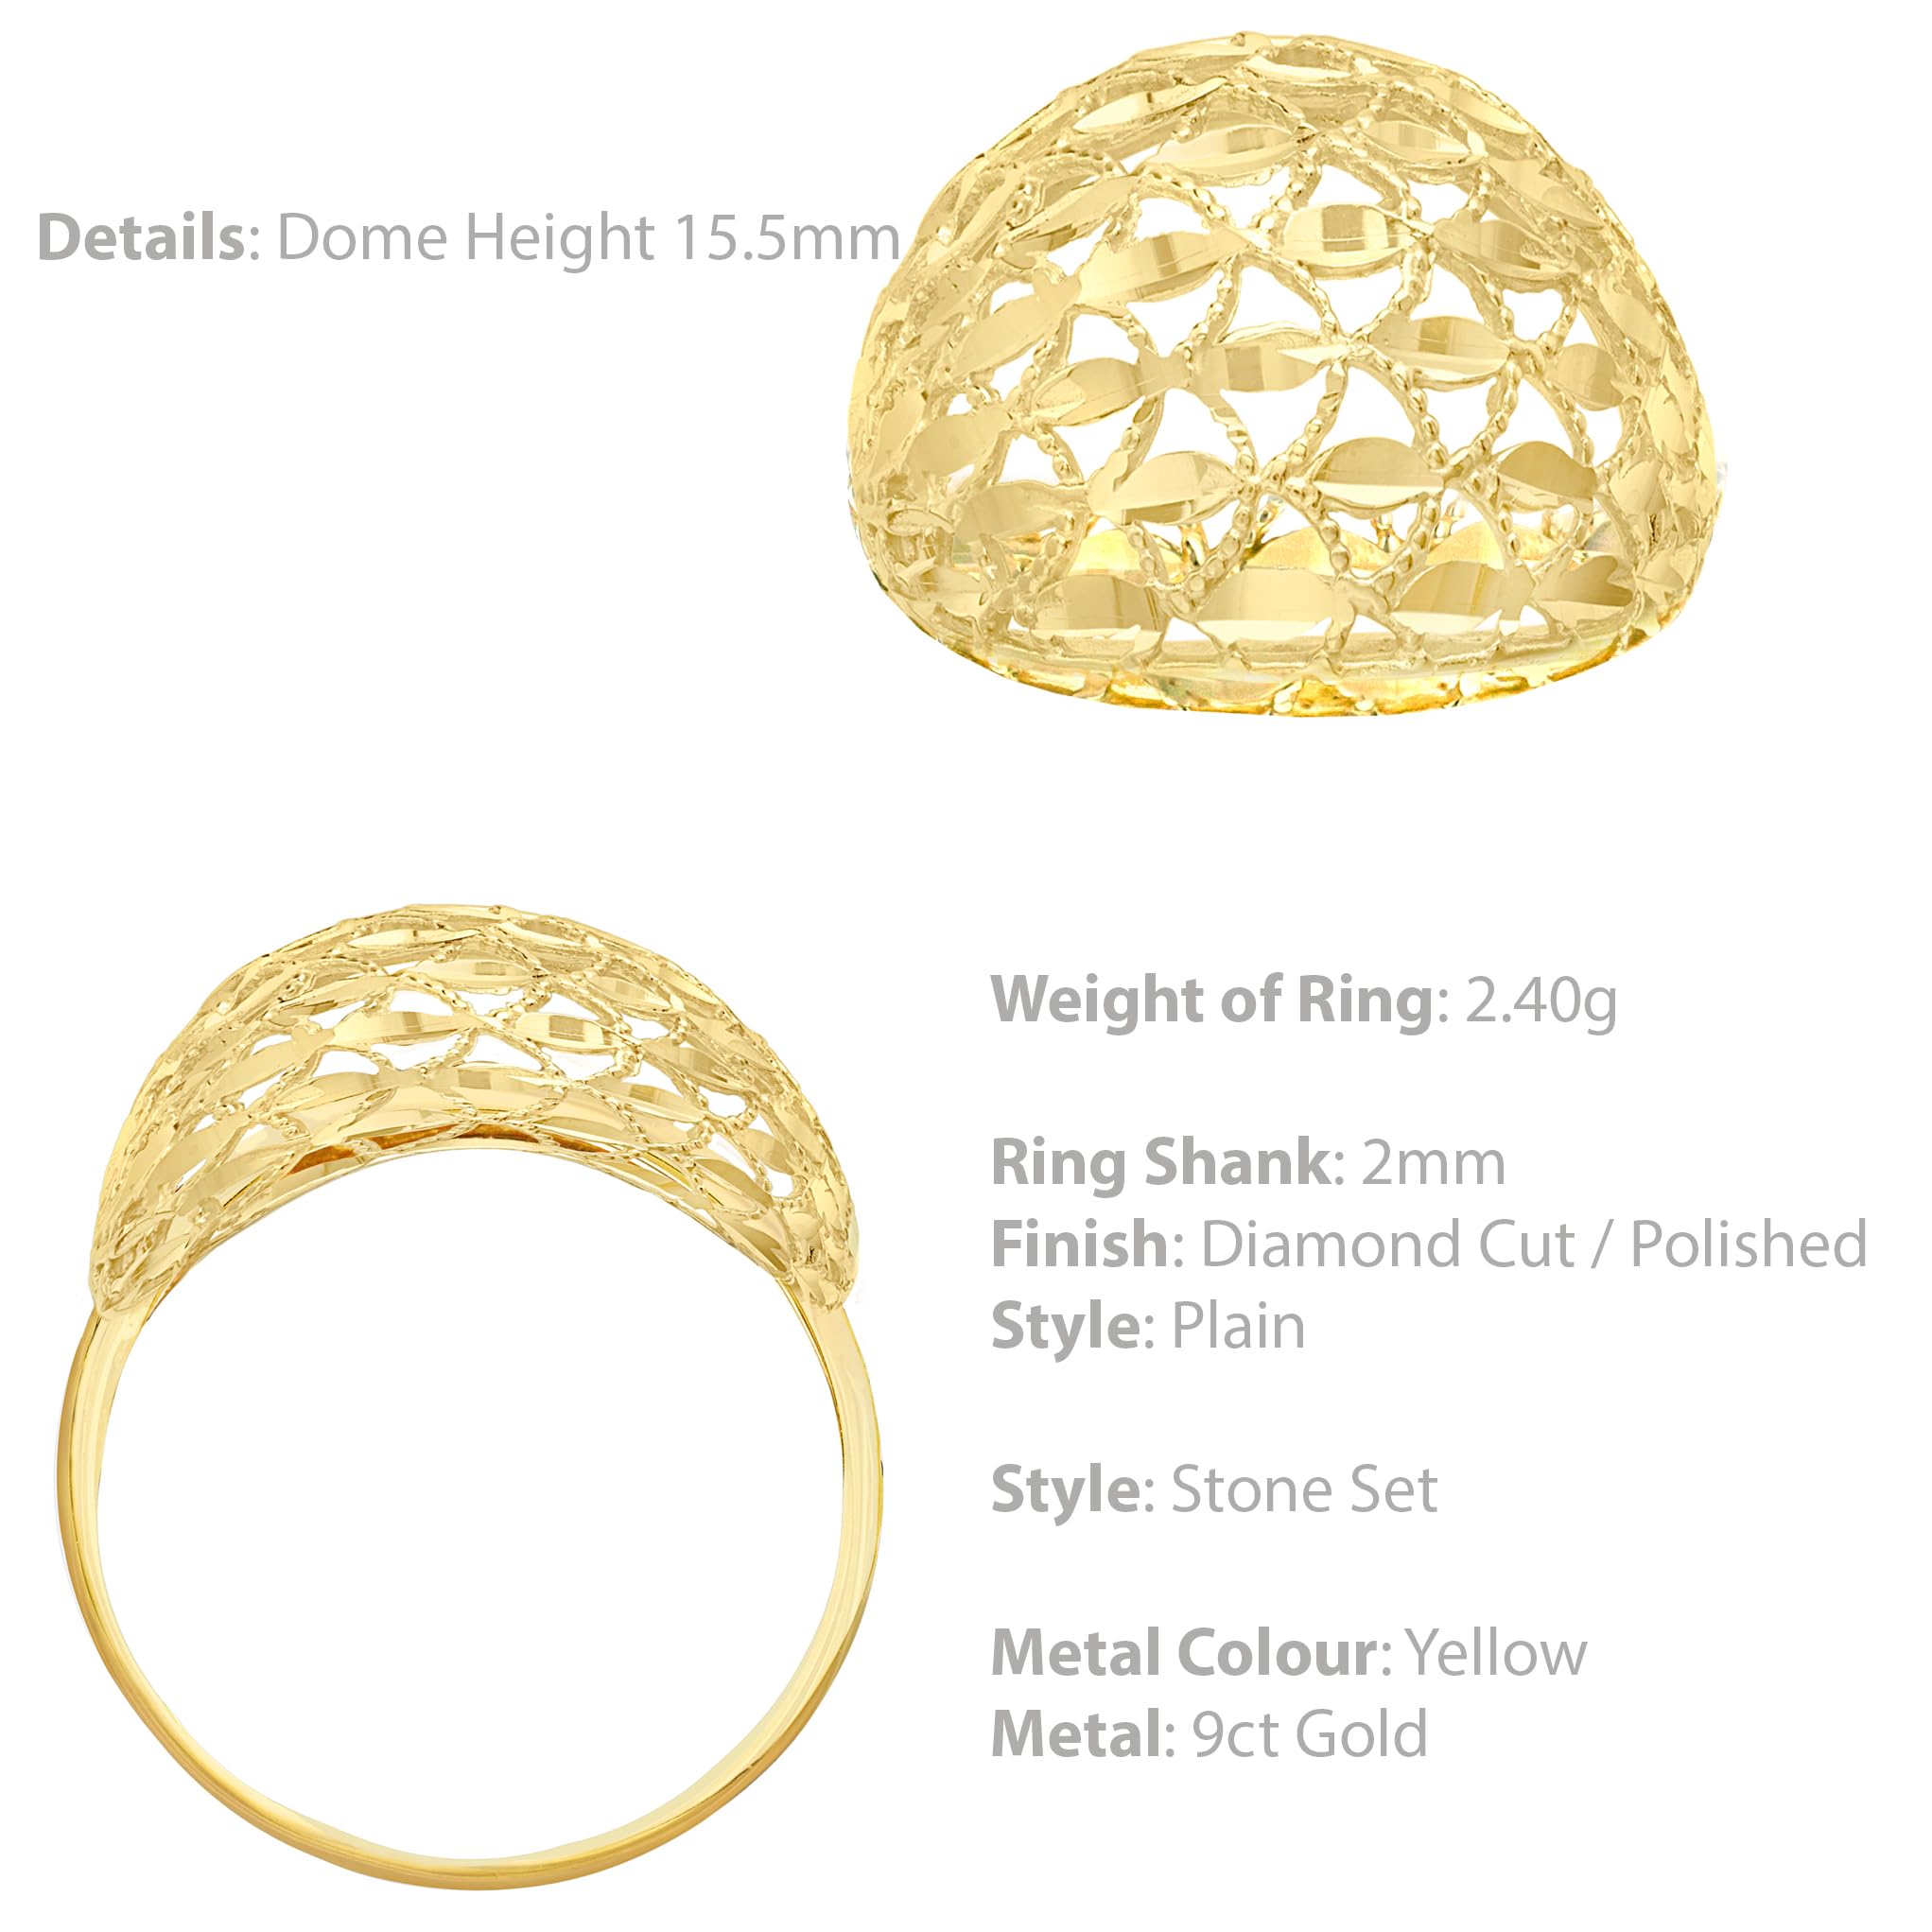 Details: Dome Height 15.5mm
Weight of Ring: 2.40g
Ring Shank: 2mm
Finish: Diamond Cut / Polished
Style: Plain
Style: Stone Set
Metal Colour: Yellow
Metal: 9ct Gold